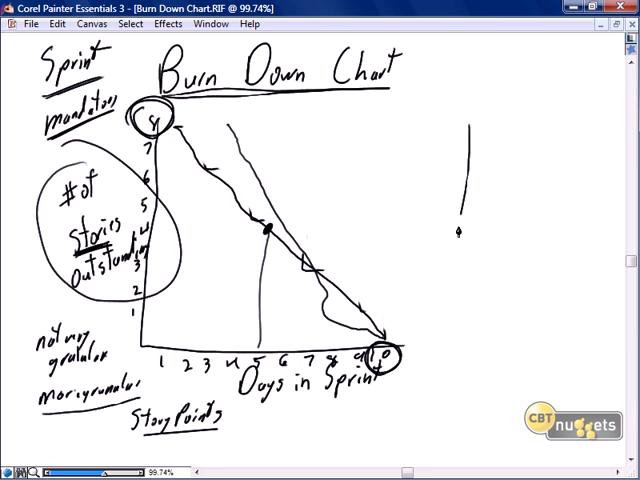 Corel Painter Essentials 3 - [Burn Down Chart.RIF @ 99.74%]
File Edit Canvas Effects Movie Window Help
Sprint
Burn Down Chart
mandatory
8
7
6
5
4
3
2
1
# of
Stories
Outstanding
not very
granular
more granular
1 2 3 4 5 6 7 8 9 10
Days in Sprint
Story Points
CBT
nuggets
99.74%